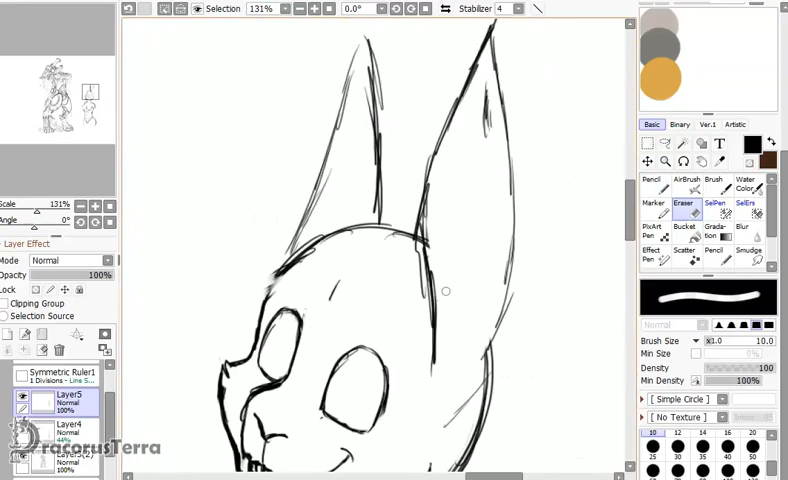 Selection 131% 0.0° Stabilizer 4
Scale 131%
Angle 0°
Layer Effect
Mode Normal
Opacity 100%
Lock
Clipping Group
Selection Source
Symmetric Ruler1
1 Divisions - Line S...
Layer5
Normal
100%
Layer4
Normal
44%
Normal
100%
DracorusTerra
Basic Binary Ver.1 Artistic
T
Pencil AirBrush Brush Water Color
Marker Eraser SelPen SelErs
PixArt Pen Bucket Gradation Blur
Effect Pen Scatter Pencil Smudge
Normal
Brush Size x1.0 10.0
Min Size 0%
Density 100
Min Density 100%
[ Simple Circle ]
[ No Texture ]
10 12 14 16 20
25 30 35 40 50